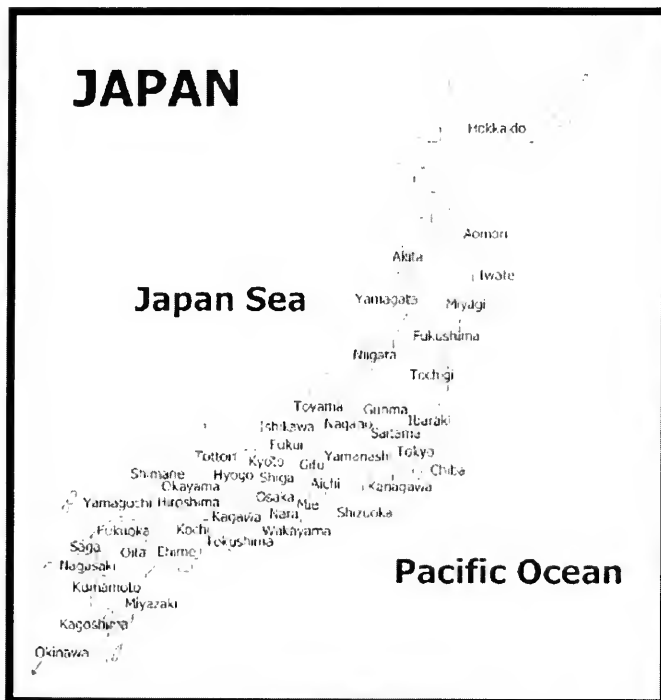 JAPAN
Hokkaido
Aomori
Akita
Iwate
Japan Sea
Yamagata
Miyagi
Fukushima
Niigata
Tochigi
Toyama
Gunma
Ishikawa
Nagano
Ibaraki
Saitama
Fukui
Tottori
Kyoto
Gifu
Yamanashi
Tokyo
Shimane
Hyogo
Shiga
Aichi
Chiba
Okayama
Kanagawa
Yamaguchi
Hiroshima
Osaka
Mie
Kagawa
Nara
Shizuoka
Fukuoka
Kochi
Wakayama
Tokushima
Saga
Oita
Ehime
Nagasaki
Pacific Ocean
Kumamoto
Miyazaki
Kagoshima
Okinawa